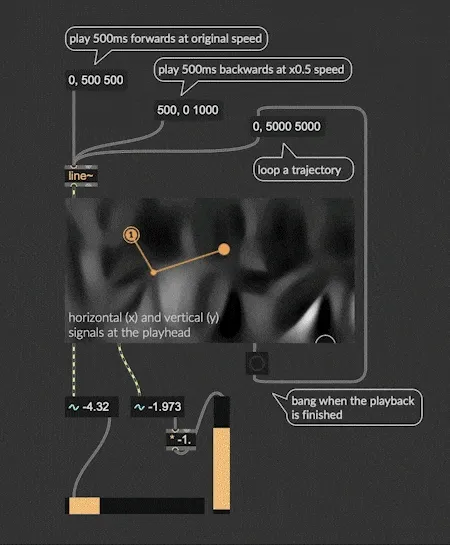 play 500ms forwards at original speed
0, 500 500
play 500ms backwards at x0.5 speed
500, 0 1000
0, 5000 5000
loop a trajectory
line~
1
horizontal (x) and vertical (y)
signals at the playhead
~ -4.32
~ -1.973
* -1.
bang when the playback
is finished